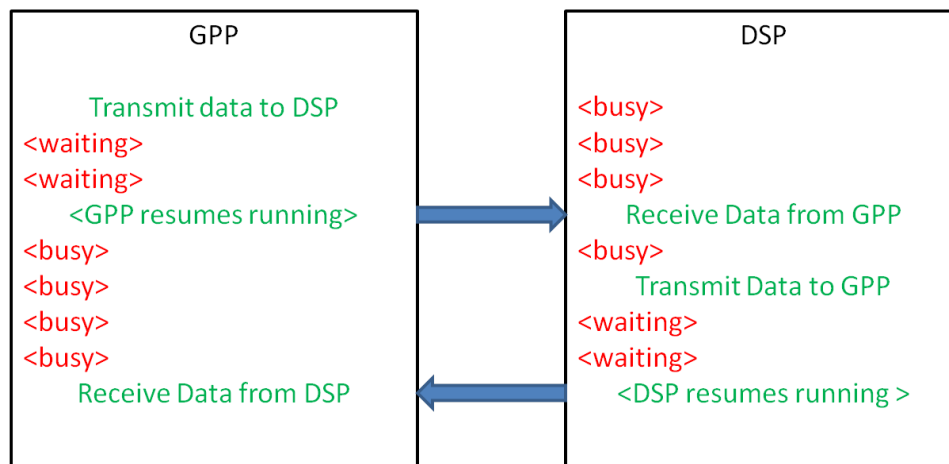 GPP
Transmit data to DSP
<waiting>
<waiting>
<GPP resumes running>
<busy>
<busy>
<busy>
<busy>
Receive Data from DSP
DSP
<busy>
<busy>
<busy>
Receive Data from GPP
<busy>
Transmit Data to GPP
<waiting>
<waiting>
<DSP resumes running >